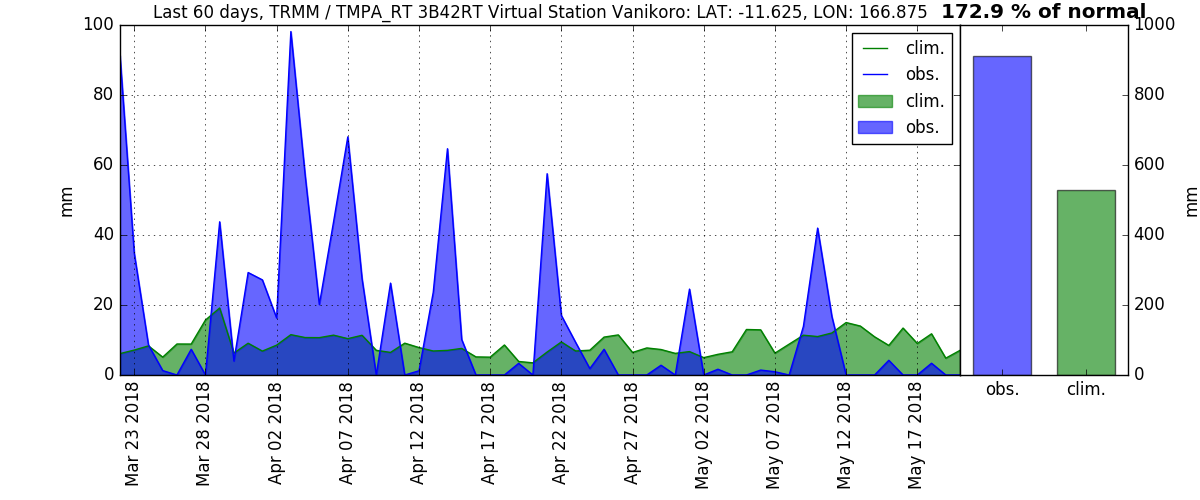 Last 60 days, TRMM / TMPA_RT 3B42RT Virtual Station Vanikoro: LAT: -11.625, LON: 166.875 172.9 % of normal
100
80
60
40
20
0
mm
clim.
obs.
clim.
obs.
1000
800
600
400
200
0
mm
Mar 23 2018
Mar 28 2018
Apr 02 2018
Apr 07 2018
Apr 12 2018
Apr 17 2018
Apr 22 2018
Apr 27 2018
May 02 2018
May 07 2018
May 12 2018
May 17 2018
obs.
clim.